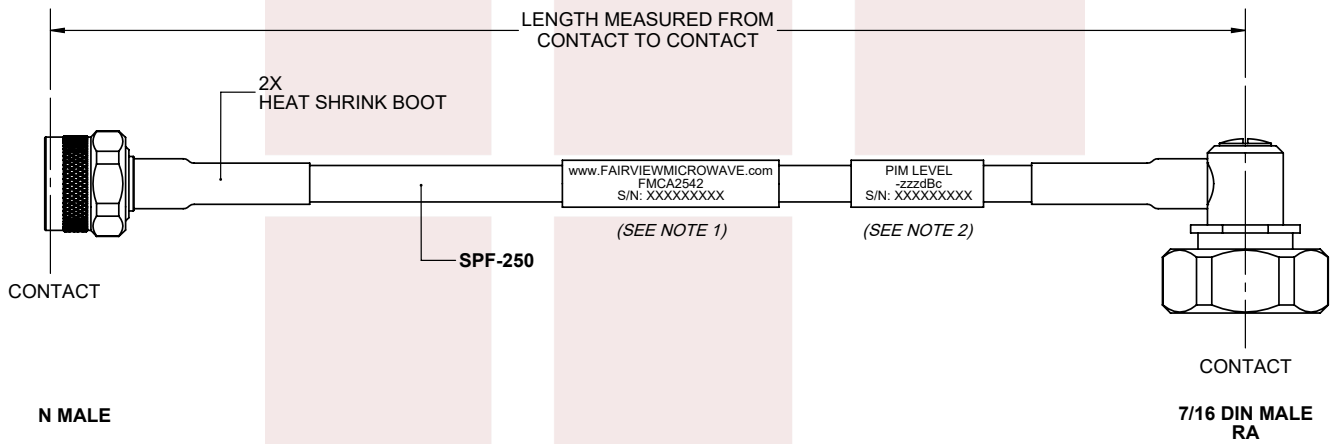 LENGTH MEASURED FROM
CONTACT TO CONTACT
2X
HEAT SHRINK BOOT
www.FAIRVIEWMICROWAVE.com
FMCA2542
S/N: XXXXXXXXX
PIM LEVEL
-zzzdBc
S/N: XXXXXXXXX
(SEE NOTE 1)
(SEE NOTE 2)
SPF-250
CONTACT
CONTACT
N MALE
7/16 DIN MALE
RA